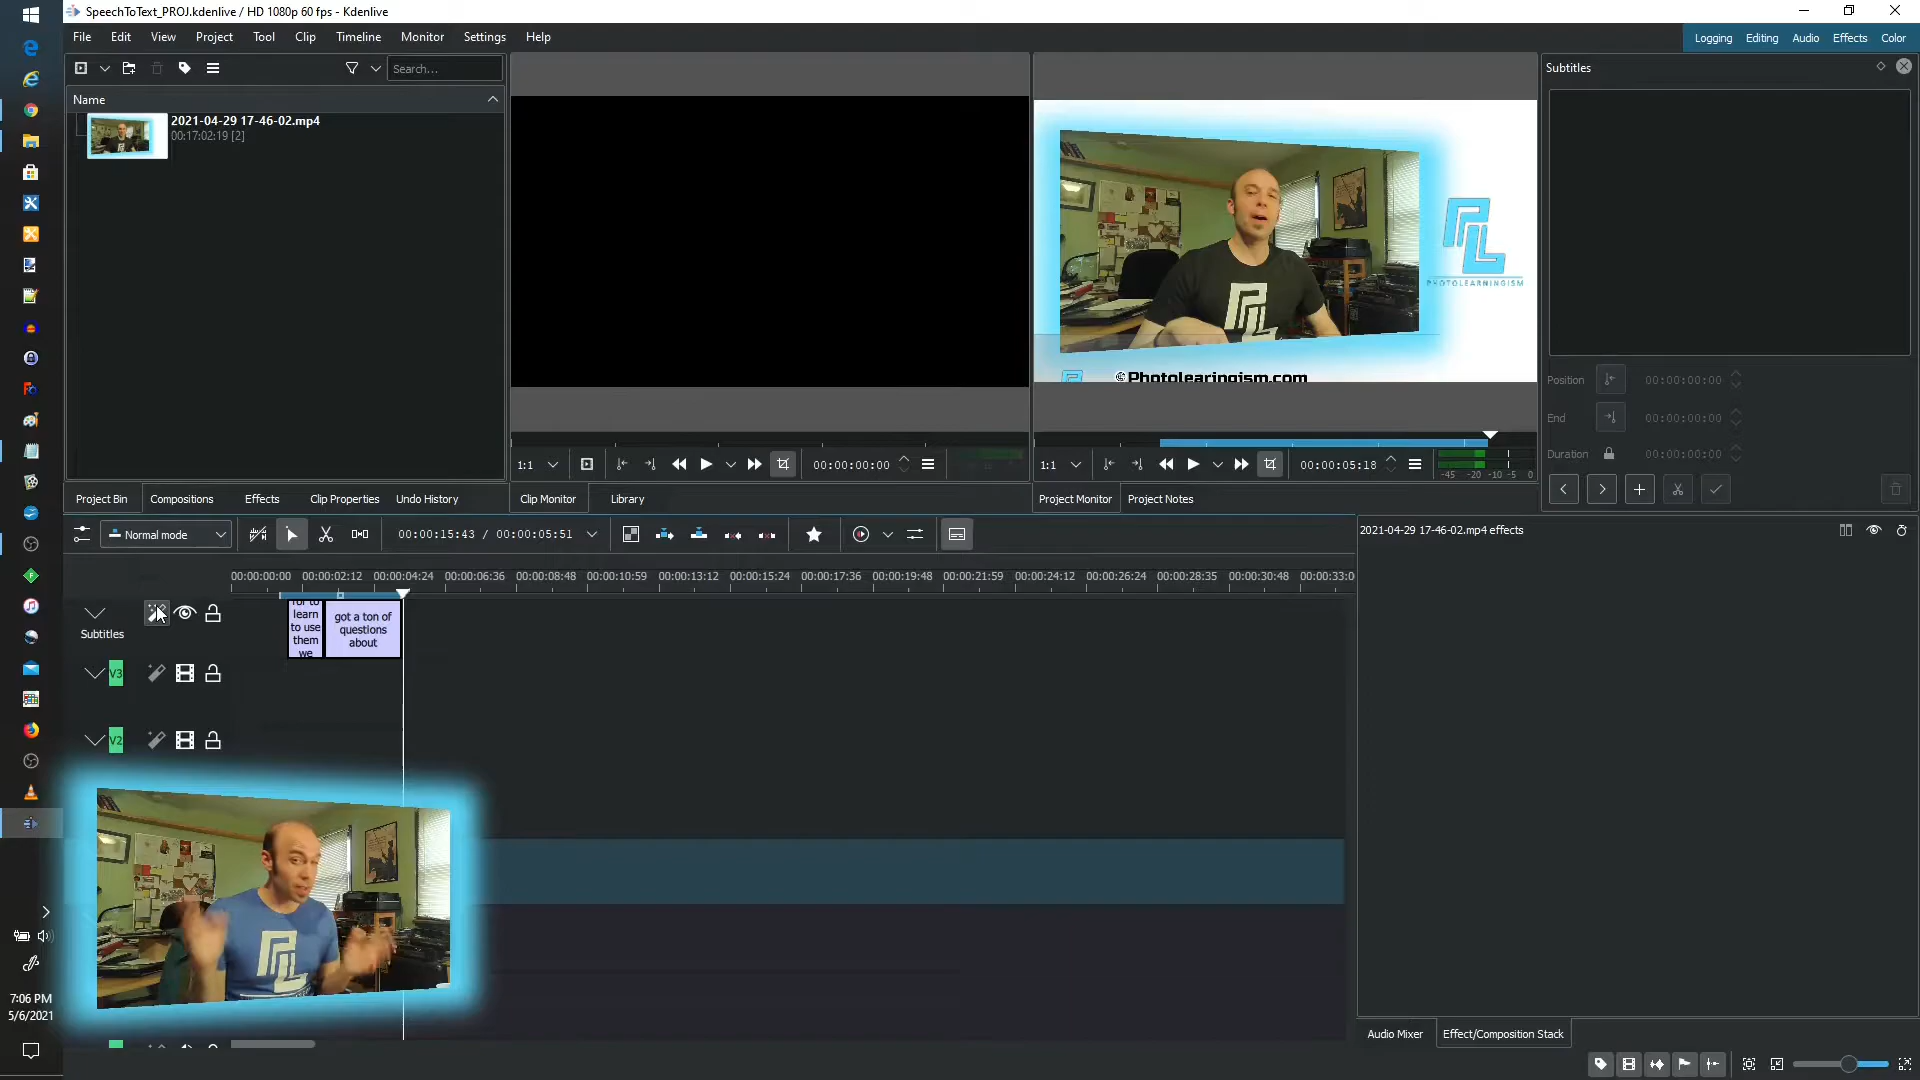 SpeechToText_PROJ.kdenlive / HD 1080p 60 fps - Kdenlive
File Edit View Project Tool Clip Timeline Monitor Settings Help
Logging Editing Audio Effects Color
Search...
Subtitles
Name
2021-04-29 17-46-02.mp4
00:17:02:19 [2]
PHOTOLEARNINGISM
©Photolearingism.com
Position 00:00:00:00
End 00:00:00:00
Duration 00:00:00:00
1:1 00:00:00:00
1:1 00:00:05:18
-45 -20 -10 -5 0
Project Bin Compositions Effects Clip Properties Undo History
Clip Monitor Library
Project Monitor Project Notes
Normal mode 00:00:15:43 / 00:00:05:51
2021-04-29 17-46-02.mp4 effects
00:00:00:00 00:00:02:12 00:00:04:24 00:00:06:36 00:00:08:48 00:00:10:59 00:00:13:12 00:00:15:24 00:00:17:36 00:00:19:48 00:00:21:59 00:00:24:12 00:00:26:24 00:00:28:35 00:00:30:48 00:00:33:0
Subtitles
for to
learn
to use
them
we
got a ton of
questions
about
V3
V2
7:06 PM
5/6/2021
Audio Mixer Effect/Composition Stack